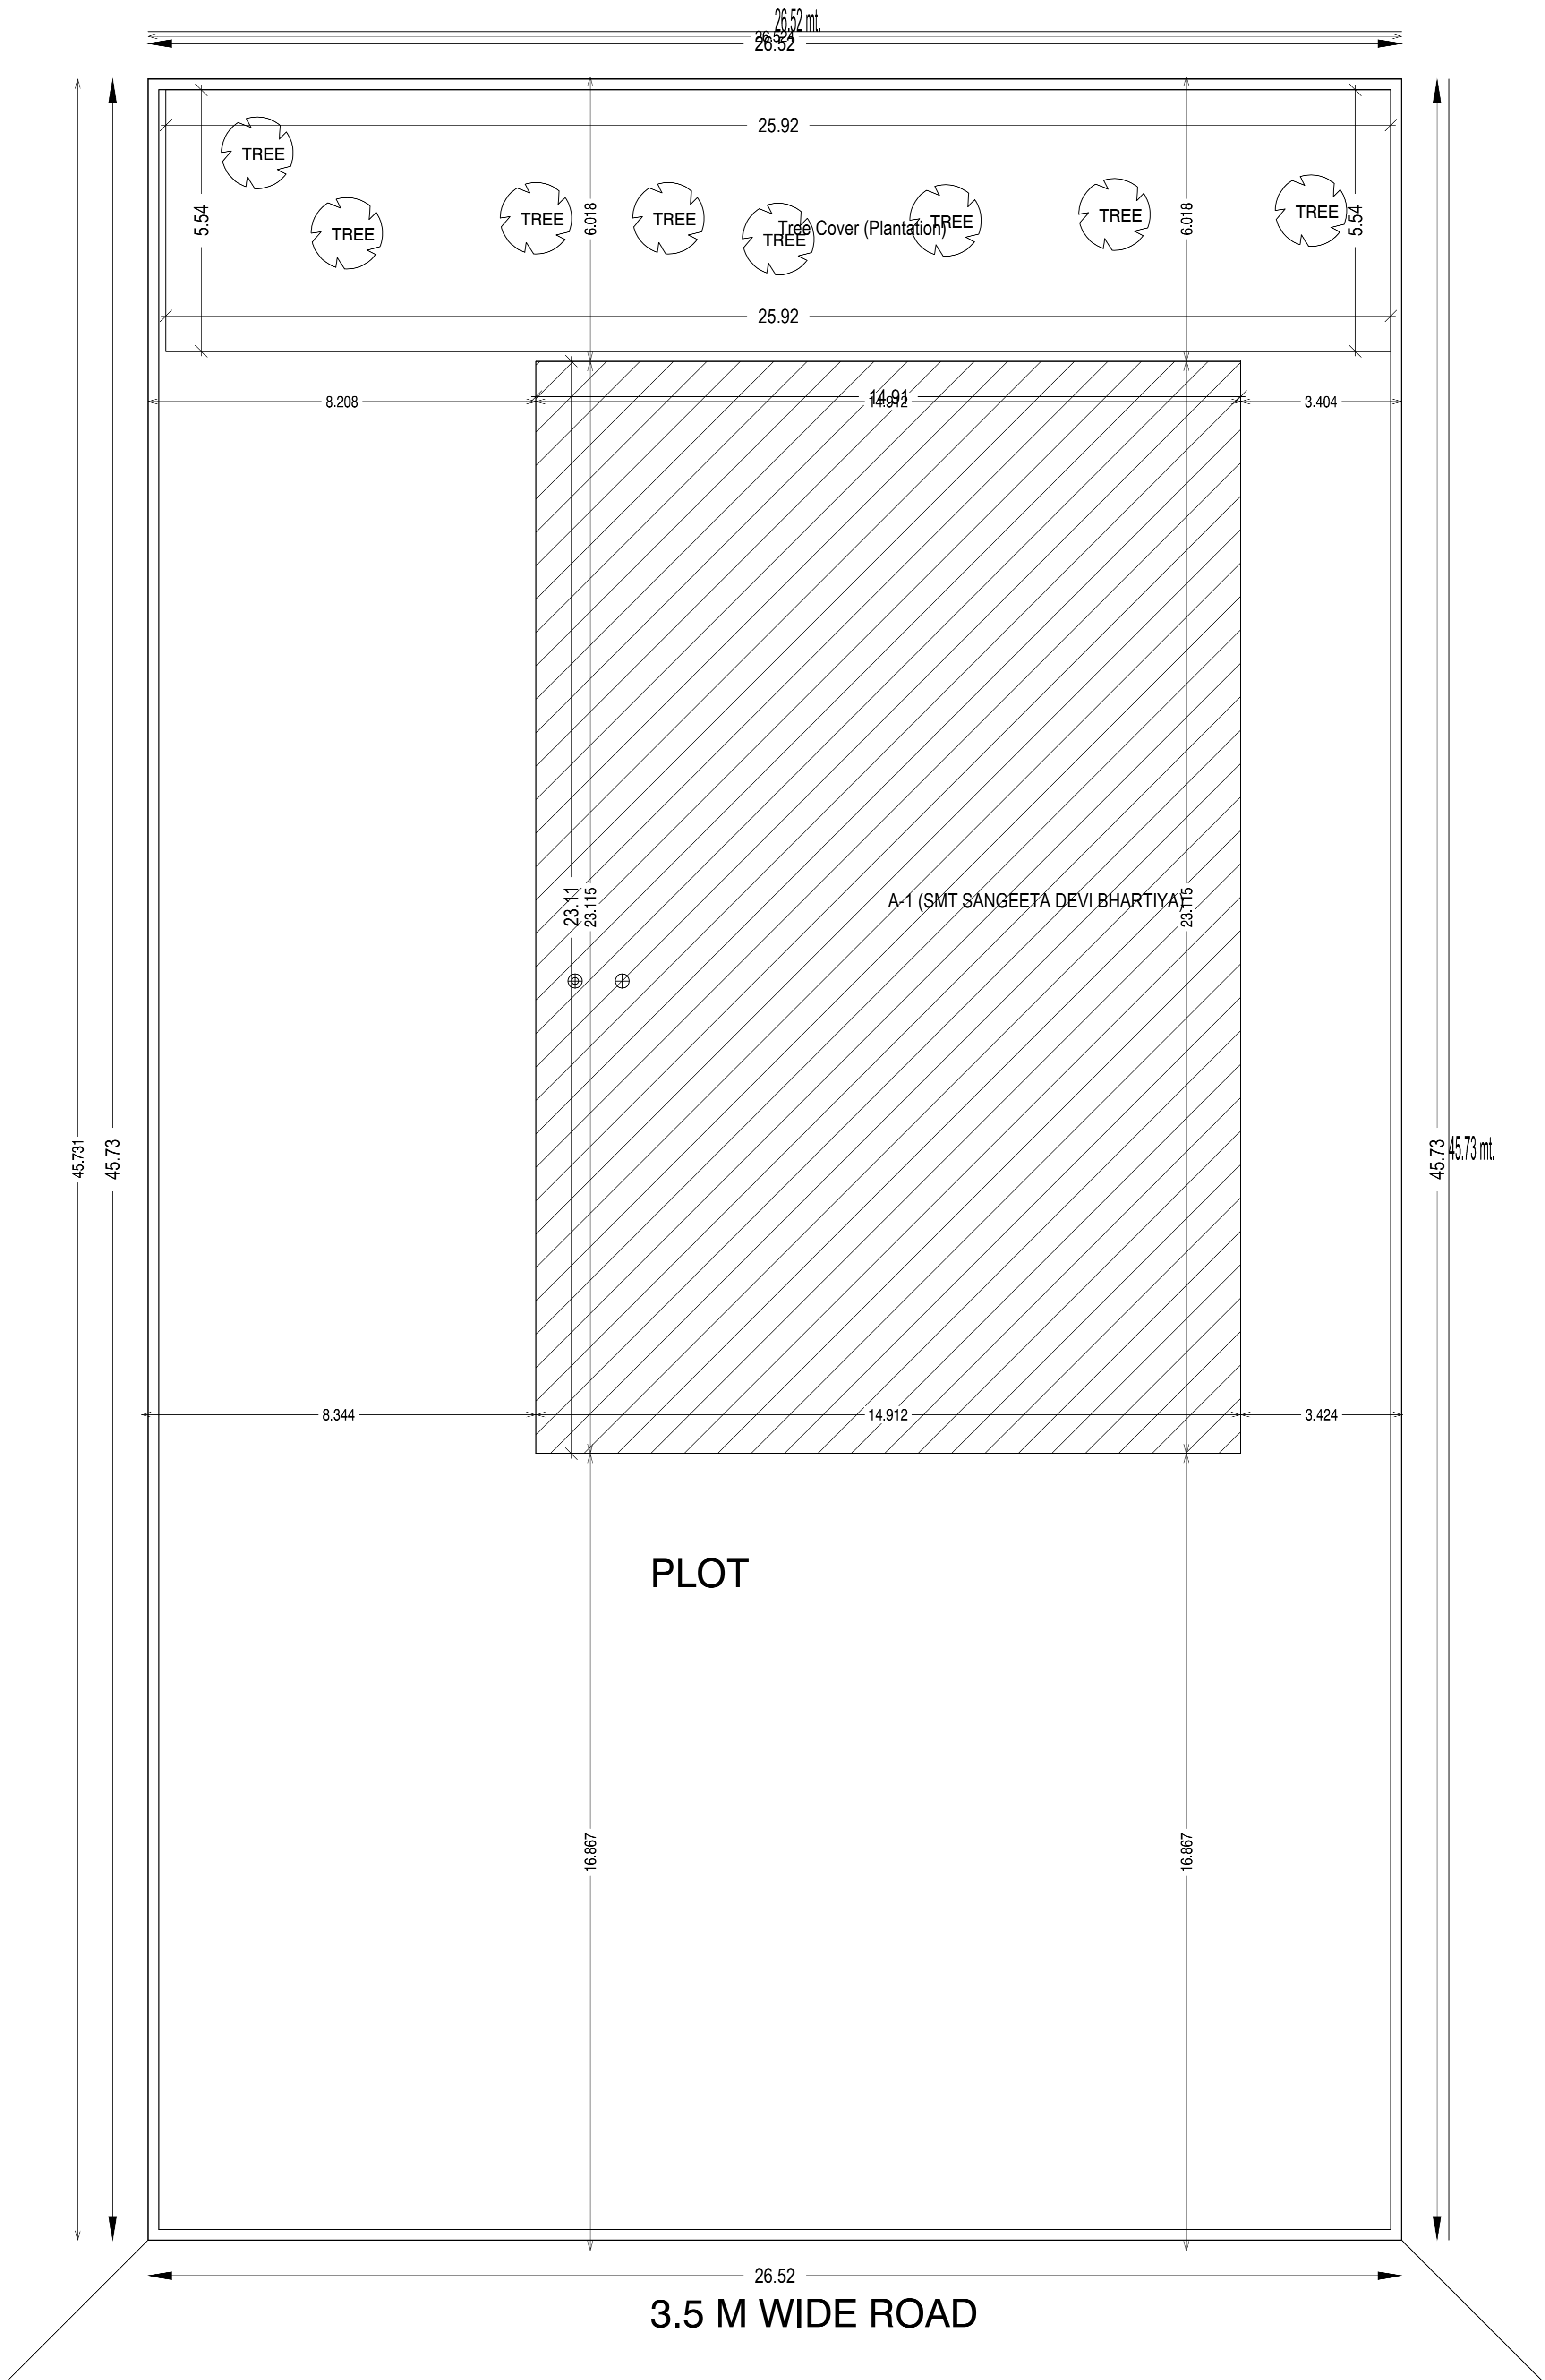 26.52 mt.
26.524
26.52
25.92
TREE
TREE
TREE
TREE
TREE
TREE
TREE
TREE
Tree Cover (Plantation)
5.54
6.018
6.018
5.54
25.92
14.91
8.208
14.912
3.404
23.11
23.115
A-1 (SMT SANGEETA DEVI BHARTIYA)
23.115
45.731
45.73
45.73
45.73 mt.
8.344
14.912
3.424
PLOT
16.867
16.867
26.52
3.5 M WIDE ROAD